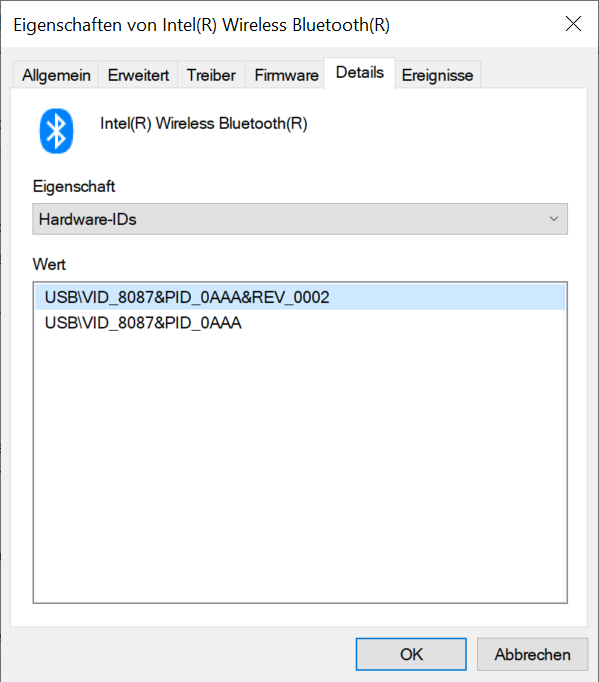 Eigenschaften von Intel(R) Wireless Bluetooth(R)
Allgemein Erweitert Treiber Firmware Details Ereignisse
Intel(R) Wireless Bluetooth(R)
Eigenschaft
Hardware-IDs
Wert
USB\VID_8087&PID_0AAA&REV_0002
USB\VID_8087&PID_0AAA
OK Abbrechen